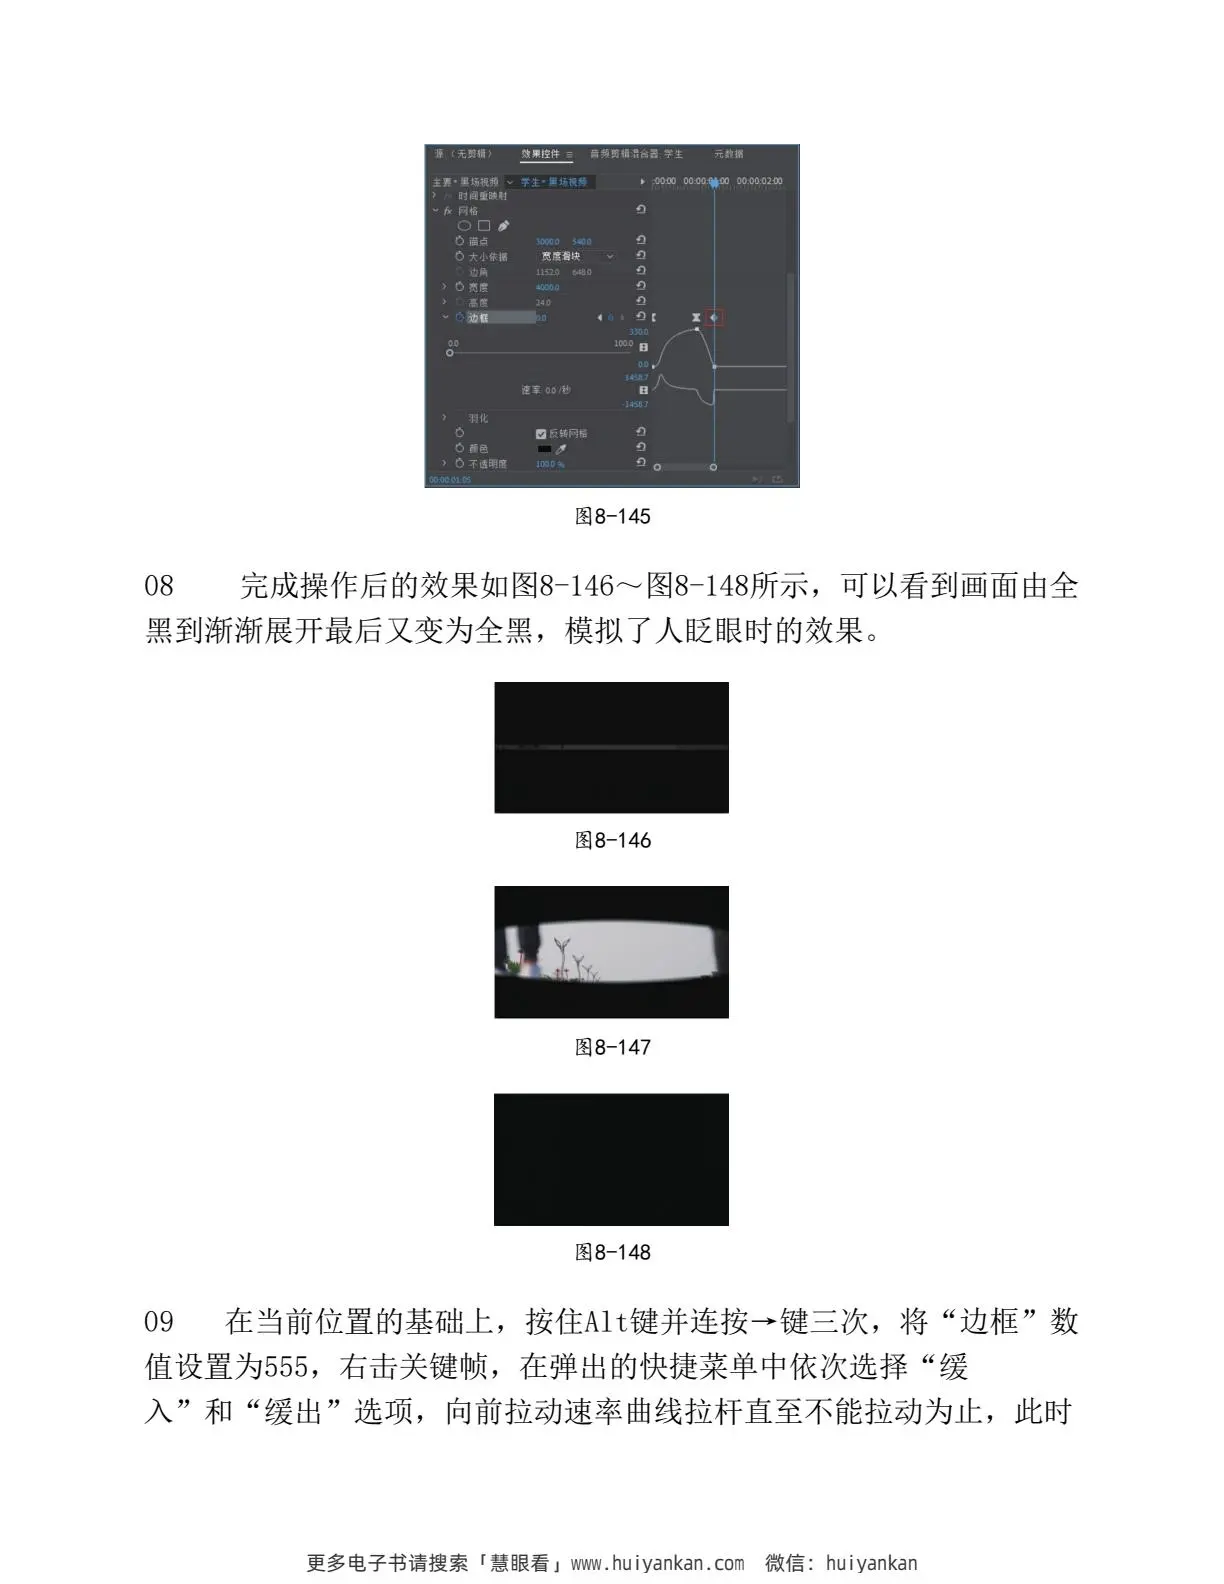 源（无剪辑） 效果控件 音频剪辑混合器:学生 元数据
主要*黑场视频 学生*黑场视频 :00:00 00:00:01:00 00:00:02:00
fx 时间重映射
fx 网格
锚点 3000.0 540.0
大小依据 宽度滑块
边角 1152.0 648.0
宽度 4000.0
高度 24.0
边框 0.0
330.0
0.0 100.0
0.0
1458.7
速率: 0.0 /秒
-1458.7
羽化
反转网格
颜色
不透明度 100.0 %
00:00:01:05
图8-145
08 完成操作后的效果如图8-146～图8-148所示，可以看到画面由全
黑到渐渐展开最后又变为全黑，模拟了人眨眼时的效果。
图8-146
图8-147
图8-148
09 在当前位置的基础上，按住Alt键并连按→键三次，将“边框”数
值设置为555，右击关键帧，在弹出的快捷菜单中依次选择“缓
入”和“缓出”选项，向前拉动速率曲线拉杆直至不能拉动为止，此时
更多电子书请搜索「慧眼看」www.huiyankan.com 微信：huiyankan